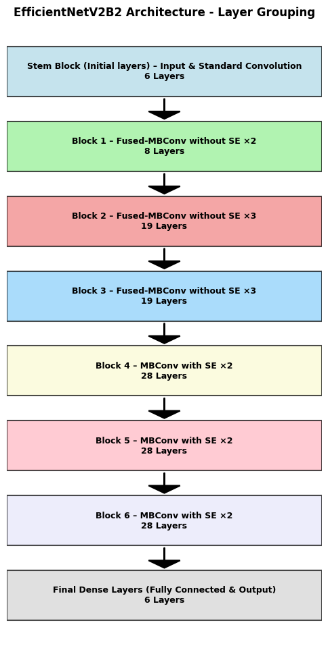 EfficientNetV2B2 Architecture - Layer Grouping
Stem Block (Initial layers) – Input & Standard Convolution
6 Layers
Block 1 – Fused-MBConv without SE ×2
8 Layers
Block 2 – Fused-MBConv without SE ×3
19 Layers
Block 3 – Fused-MBConv without SE ×3
19 Layers
Block 4 – MBConv with SE ×2
28 Layers
Block 5 – MBConv with SE ×2
28 Layers
Block 6 – MBConv with SE ×2
28 Layers
Final Dense Layers (Fully Connected & Output)
6 Layers